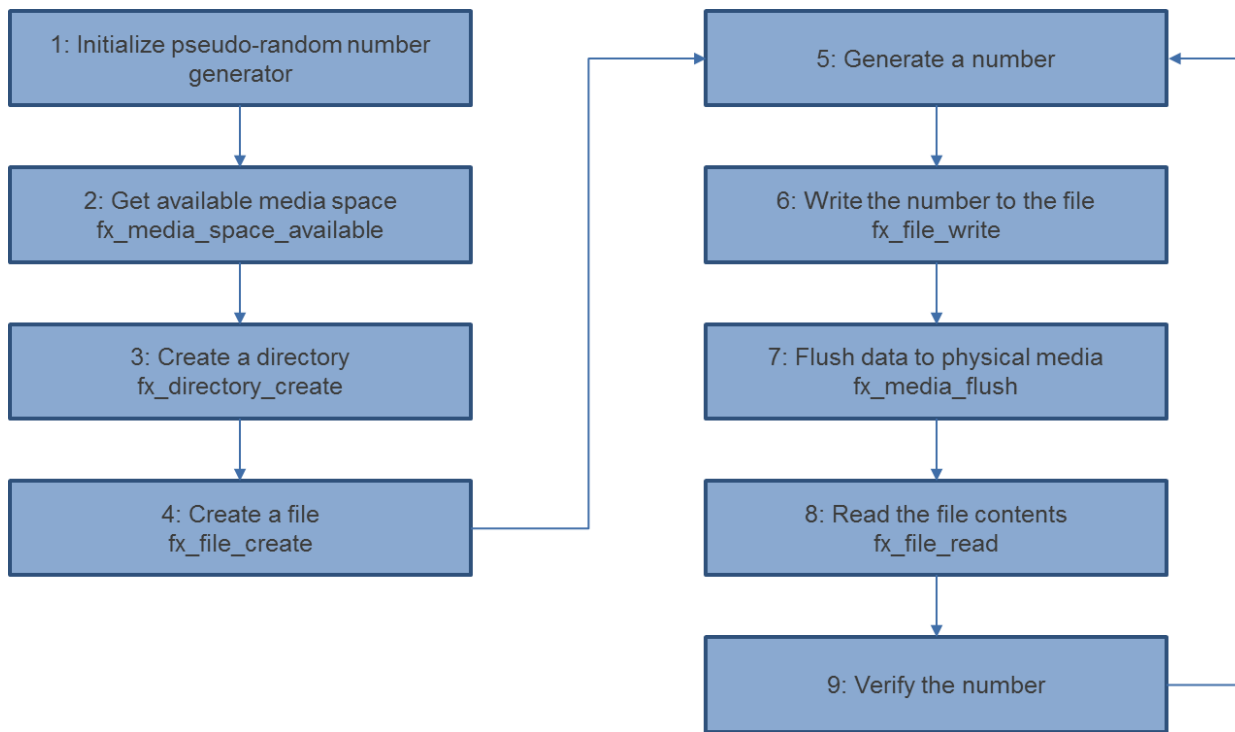 1: Initialize pseudo-random number
generator
2: Get available media space
fx_media_space_available
3: Create a directory
fx_directory_create
4: Create a file
fx_file_create
5: Generate a number
6: Write the number to the file
fx_file_write
7: Flush data to physical media
fx_media_flush
8: Read the file contents
fx_file_read
9: Verify the number